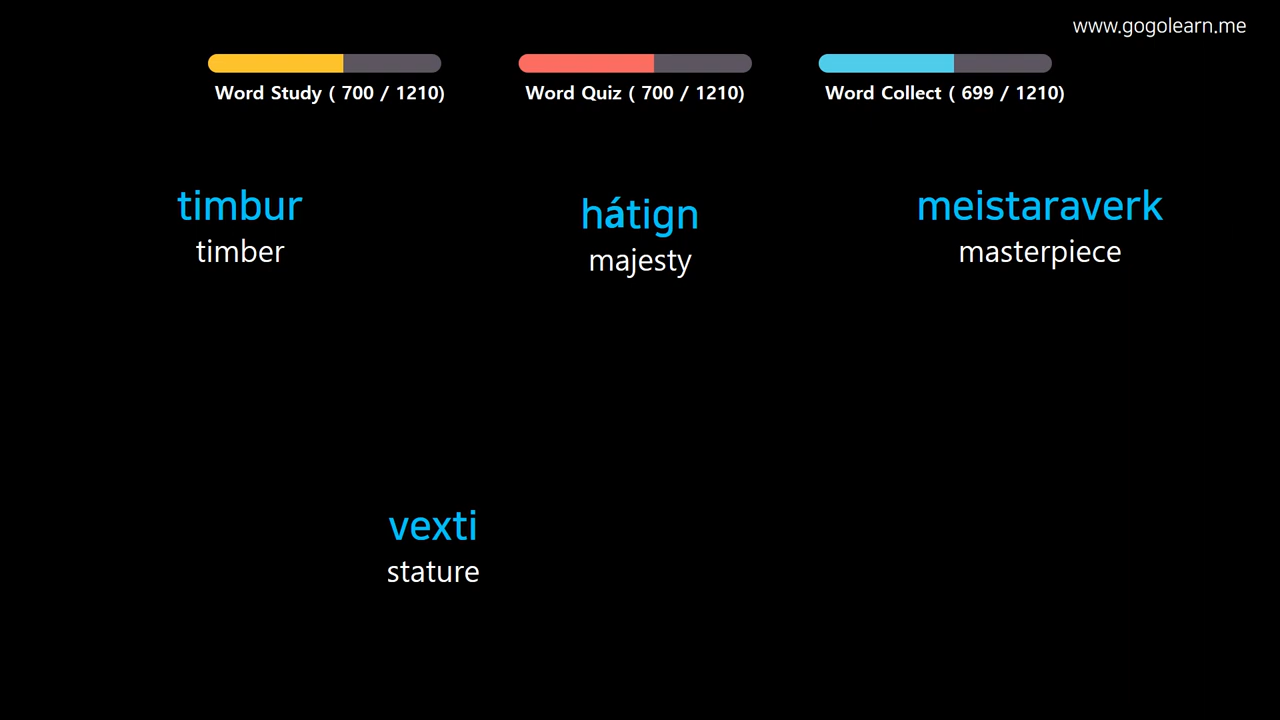 www.gogolearn.me
Word Study ( 700 / 1210)
Word Quiz ( 700 / 1210)
Word Collect ( 699 / 1210)
timbur
timber
hátign
majesty
meistaraverk
masterpiece
vexti
stature